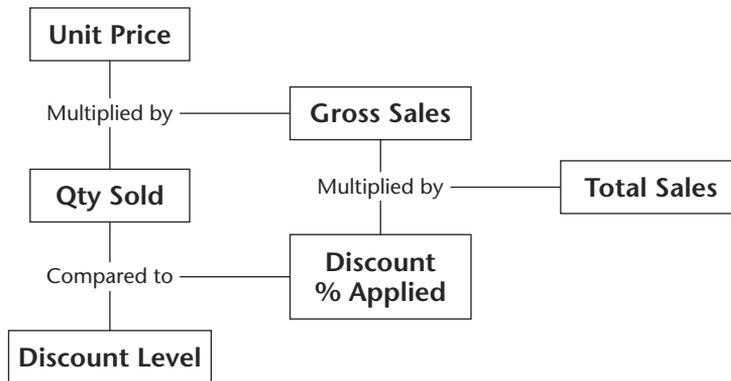 Unit Price
Multiplied by
Gross Sales
Qty Sold
Multiplied by
Total Sales
Compared to
Discount
% Applied
Discount Level